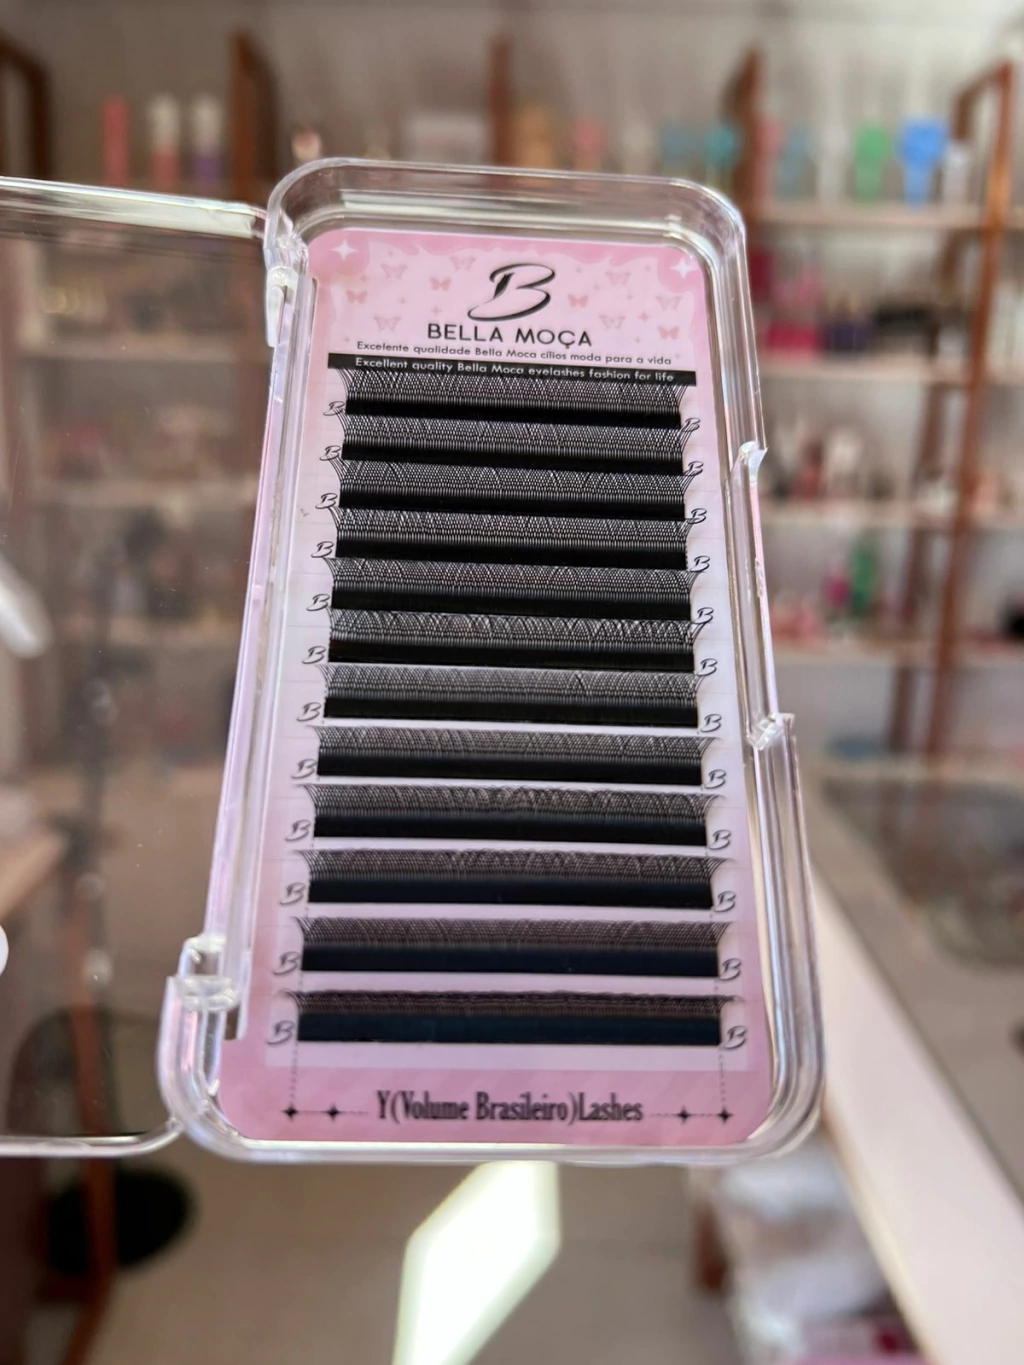 B
BELLA MOÇA
Excelente qualidade Bella Moca cílios moda para a vida
Excellent quality Bella Moca eyelashes fashion for life
B B
B B
B B
B B
B B
B B
B B
B B
B B
B B
B B
B B
Y(Volume Brasileiro)Lashes